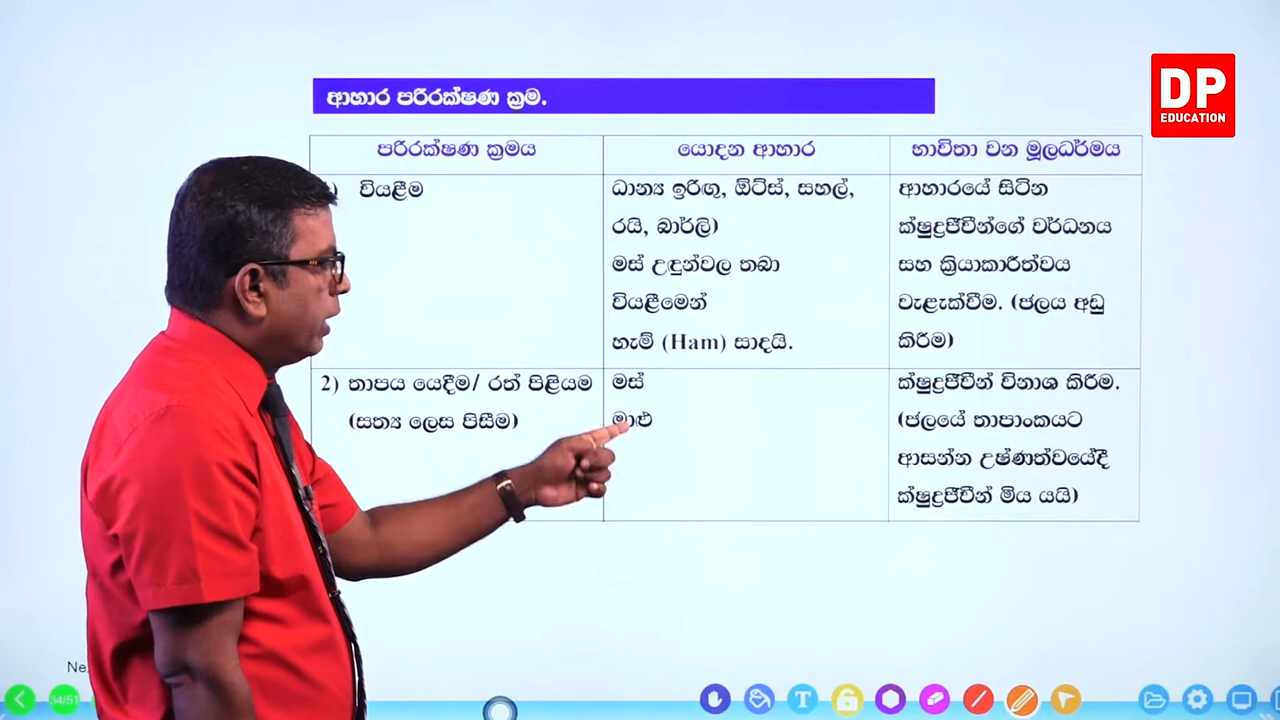 DP
EDUCATION
ආහාර පරිරක්ෂණ ක්‍රම.
පරිරක්ෂණ ක්‍රමය
යොදන ආහාර
භාවිතා වන මූලධර්මය
වියළීම
ධාන්‍ය ඉරිඟු, ඕට්ස්, සහල්,
රයි, බාර්ලි)
මස් උඳුන්වල තබා
වියළීමෙන්
හැම් (Ham) සාදයි.
ආහාරයේ සිටින
ක්ෂුද්‍රජීවීන්ගේ වර්ධනය
සහ ක්‍රියාකාරීත්වය
වැළැක්වීම. (ජලය අඩු
කිරීම)
2) තාපය යෙදීම/ රත් පිළියම
(සත්‍ය ලෙස පිසීම)
මස්
මාළු
ක්ෂුද්‍රජීවීන් විනාශ කිරීම.
(ජලයේ තාපාංකයට
ආසන්න උෂ්ණත්වයේදී
ක්ෂුද්‍රජීවීන් මිය යයි)
34/51